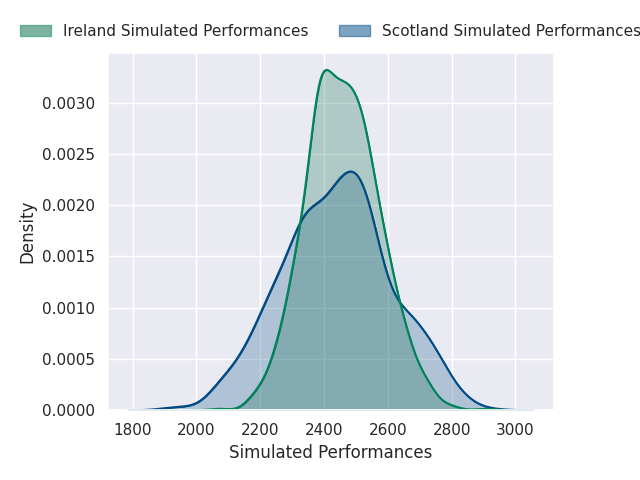 Ireland Simulated Performances Scotland Simulated Performances
0.0030
0.0025
0.0020
0.0015
0.0010
0.0005
0.0000
Density
1800 2000 2200 2400 2600 2800 3000
Simulated Performances